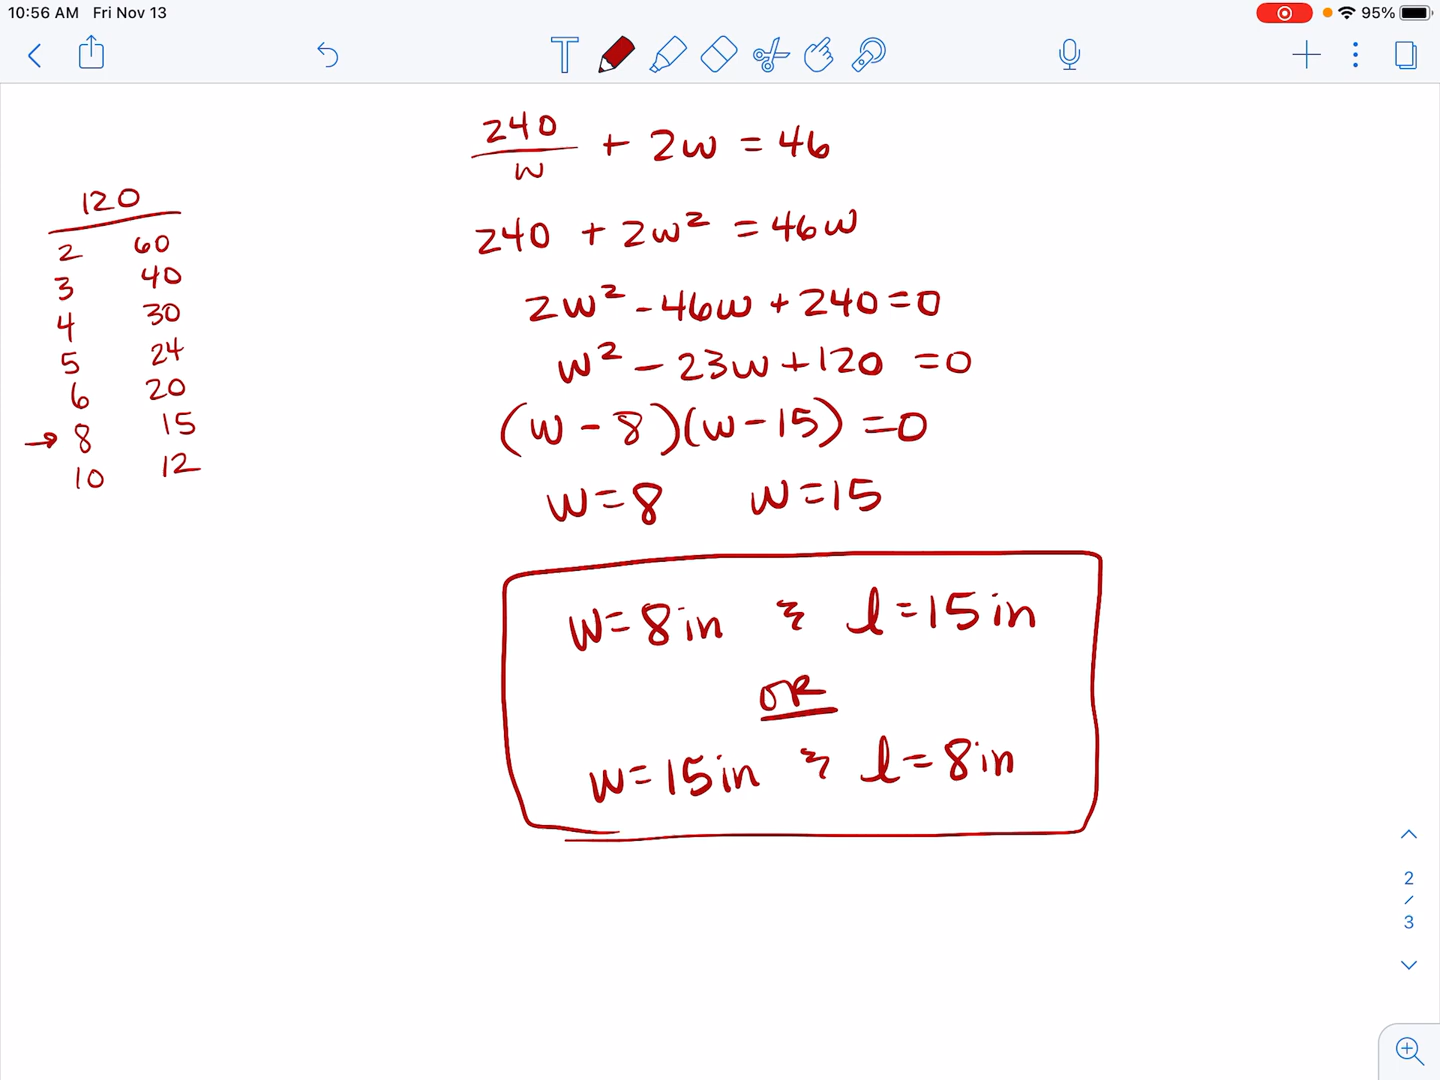 10:56 AM Fri Nov 13
95%
T
120
2 60
3 40
4 30
5 24
6 20
→ 8 15
10 12
240/w + 2w = 46
240 + 2w² = 46w
2w² - 46w + 240 = 0
w² - 23w + 120 = 0
(w - 8)(w - 15) = 0
w = 8 w = 15
w = 8 in & l = 15 in
OR
w = 15 in & l = 8 in
2
/
3